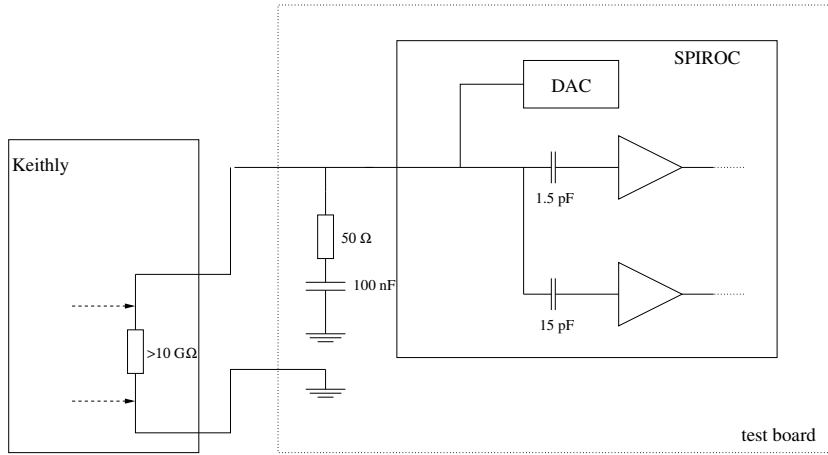 SPIROC
DAC
Keithly
1.5 pF
50 Ω
100 nF
15 pF
>10 GΩ
test board